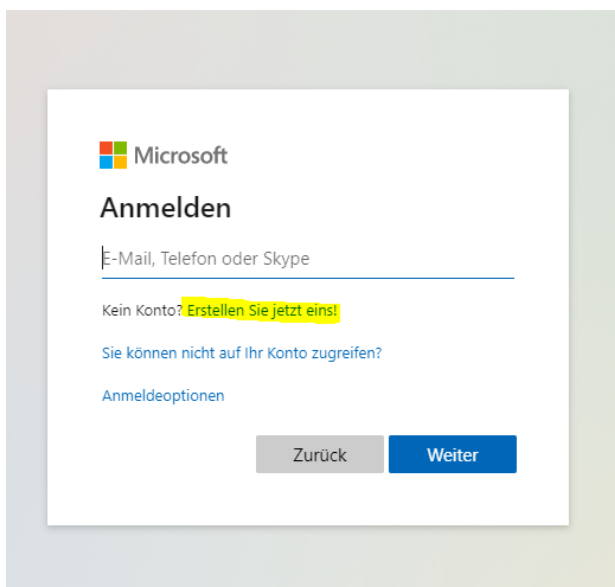 Microsoft
Anmelden
E-Mail, Telefon oder Skype
Kein Konto? Erstellen Sie jetzt eins!
Sie können nicht auf Ihr Konto zugreifen?
Anmeldeoptionen
Zurück Weiter